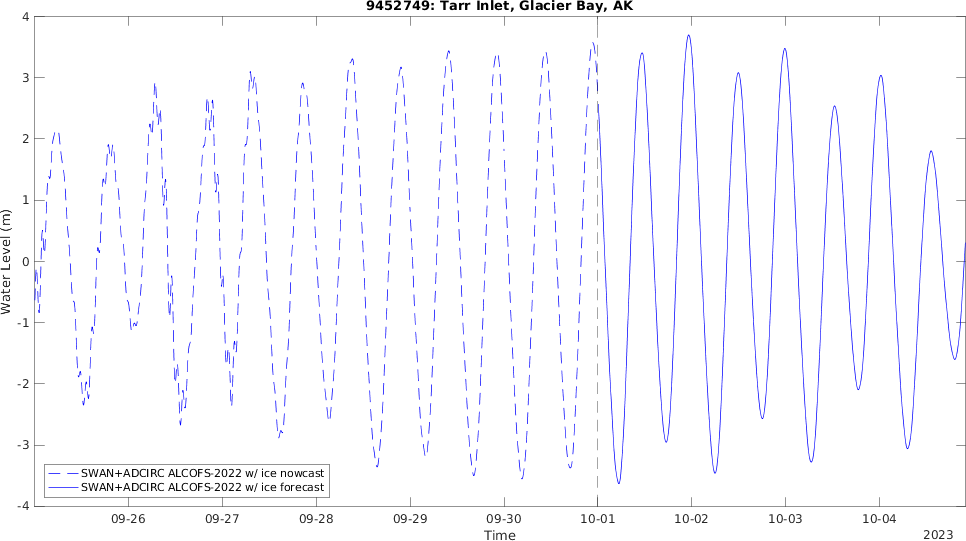 9452749: Tarr Inlet, Glacier Bay, AK
4
3
2
1
0
-1
-2
-3
-4
Water Level (m)
SWAN+ADCIRC ALCOFS-2022 w/ ice nowcast
SWAN+ADCIRC ALCOFS-2022 w/ ice forecast
09-26 09-27 09-28 09-29 09-30 10-01 10-02 10-03 10-04
Time
2023